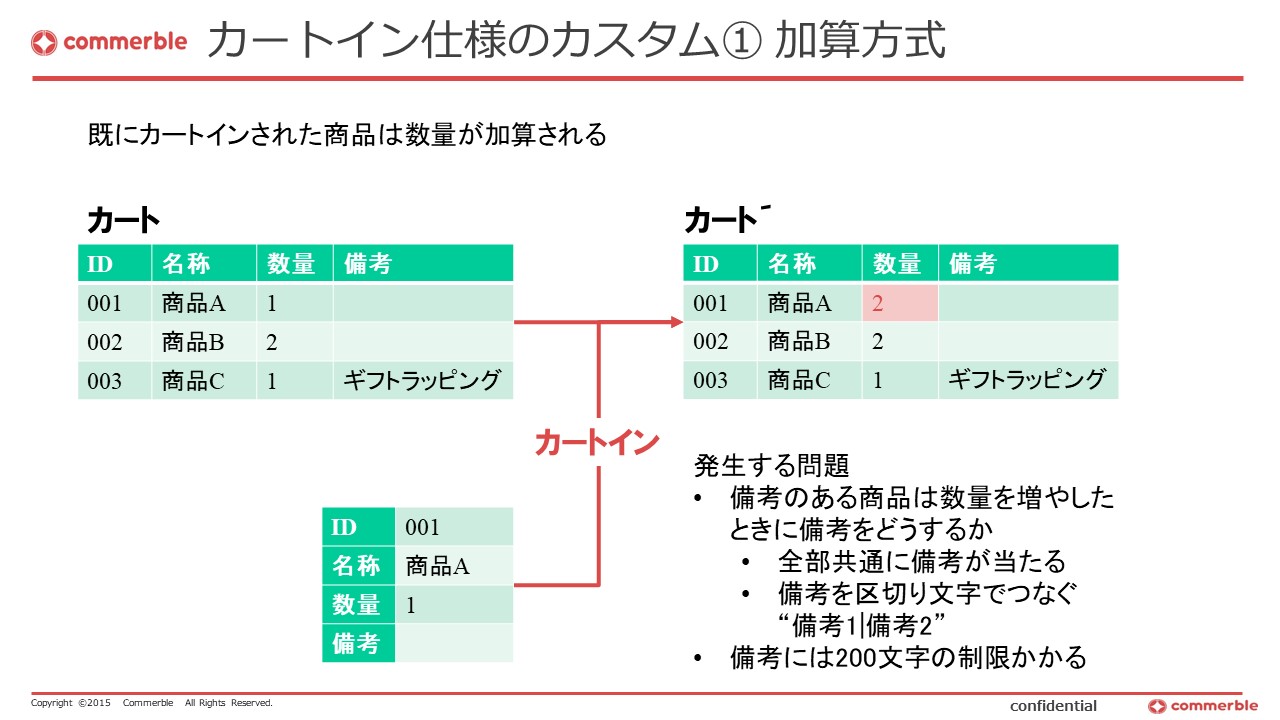 commerble カートイン仕様のカスタム① 加算方式
既にカートインされた商品は数量が加算される
カート
ID 名称 数量 備考
001 商品A 1
002 商品B 2
003 商品C 1 ギフトラッピング
カート´
ID 名称 数量 備考
001 商品A 2
002 商品B 2
003 商品C 1 ギフトラッピング
カートイン
ID 001
名称 商品A
数量 1
備考
発生する問題
• 備考のある商品は数量を増やした
ときに備考をどうするか
• 全部共通に備考が当たる
• 備考を区切り文字でつなぐ
“備考1|備考2”
• 備考には200文字の制限かかる
Copyright ©2015 Commerble All Rights Reserved.
confidential
commerble